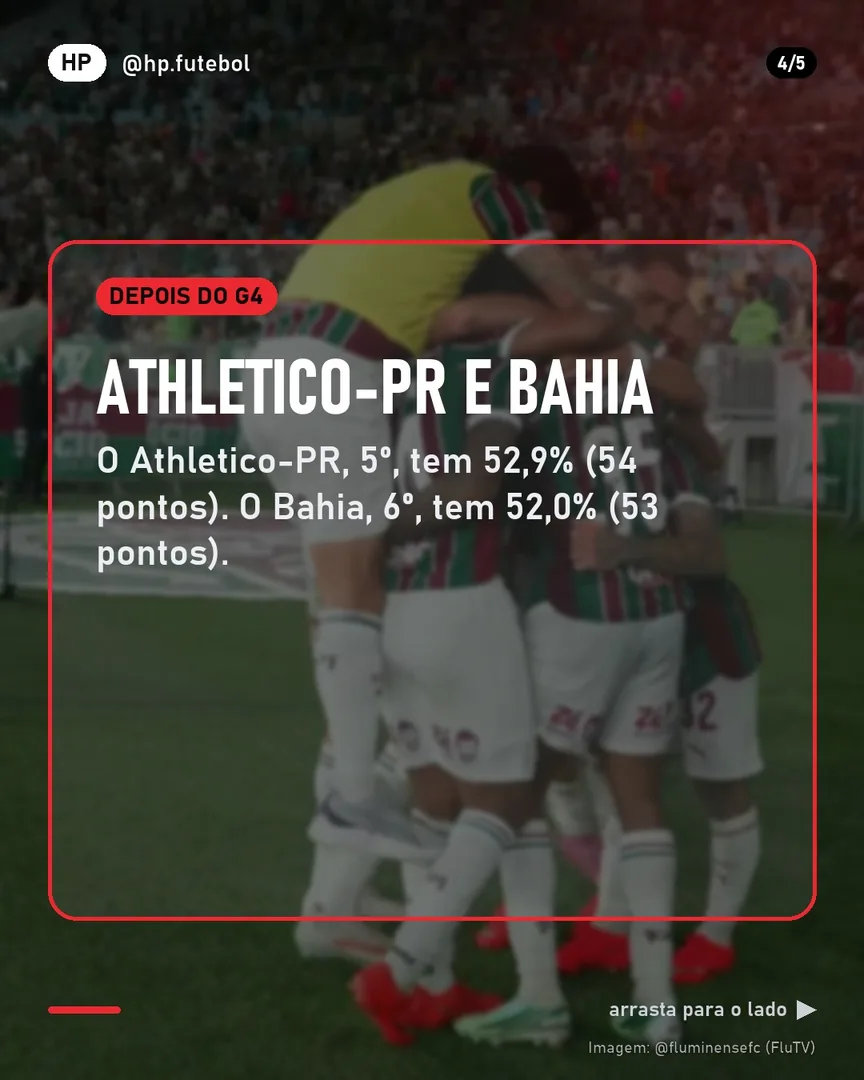 HP @hp.futebol 4/5
DEPOIS DO G4
ATHLETICO-PR E BAHIA
O Athletico-PR, 5º, tem 52,9% (54
pontos). O Bahia, 6º, tem 52,0% (53
pontos).
arrasta para o lado ▶
Imagem: @fluminensefc (FluTV)